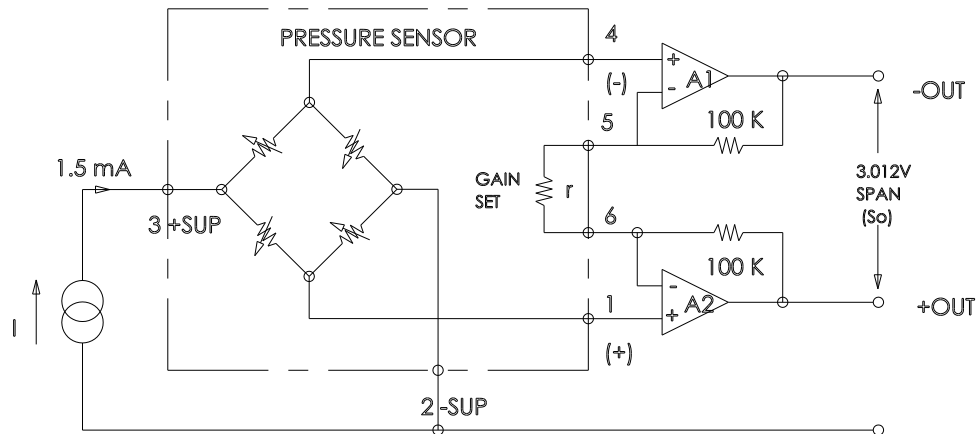 PRESSURE SENSOR
4
(-)
+
A1
-
-OUT
5
100 K
1.5 mA
GAIN
SET
r
3.012V
SPAN
(So)
3 +SUP
6
100 K
-
A2
+
1
(+)
+OUT
I
2 -SUP